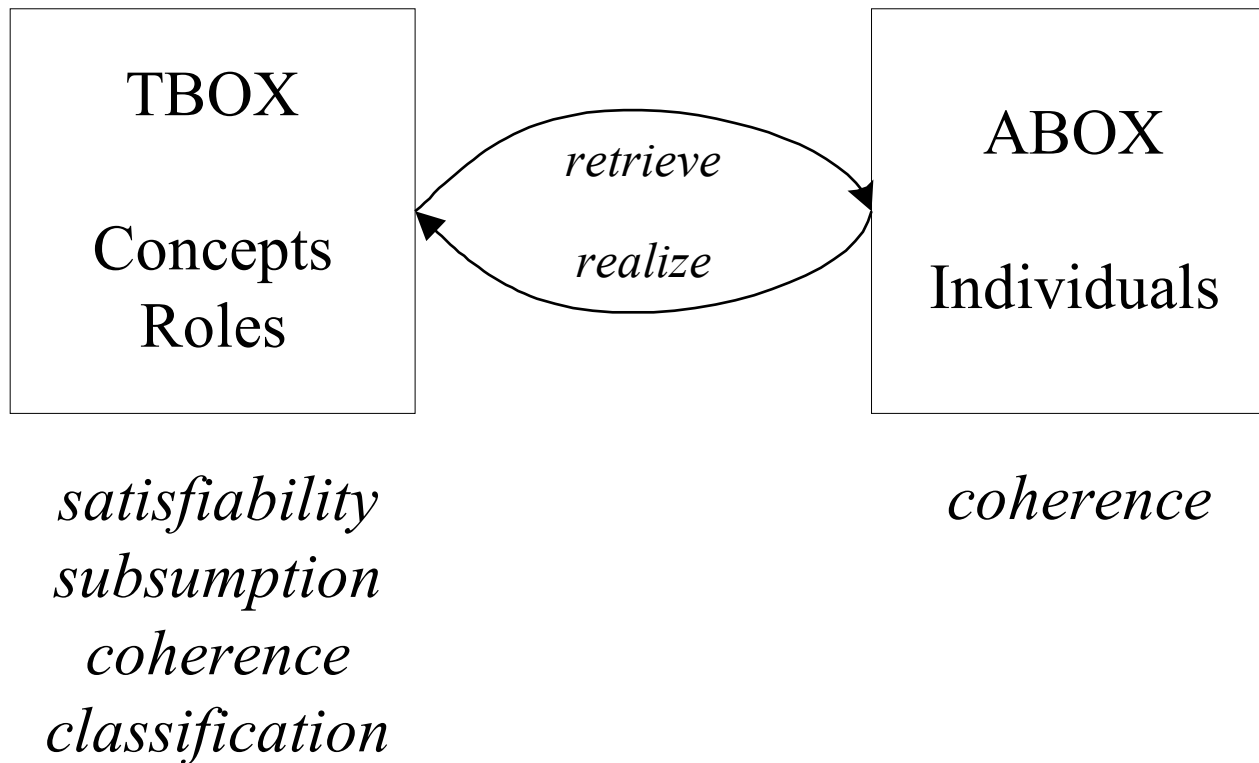 TBOX
Concepts
Roles
retrieve
realize
ABOX
Individuals
satisfiability
subsumption
coherence
classification
coherence